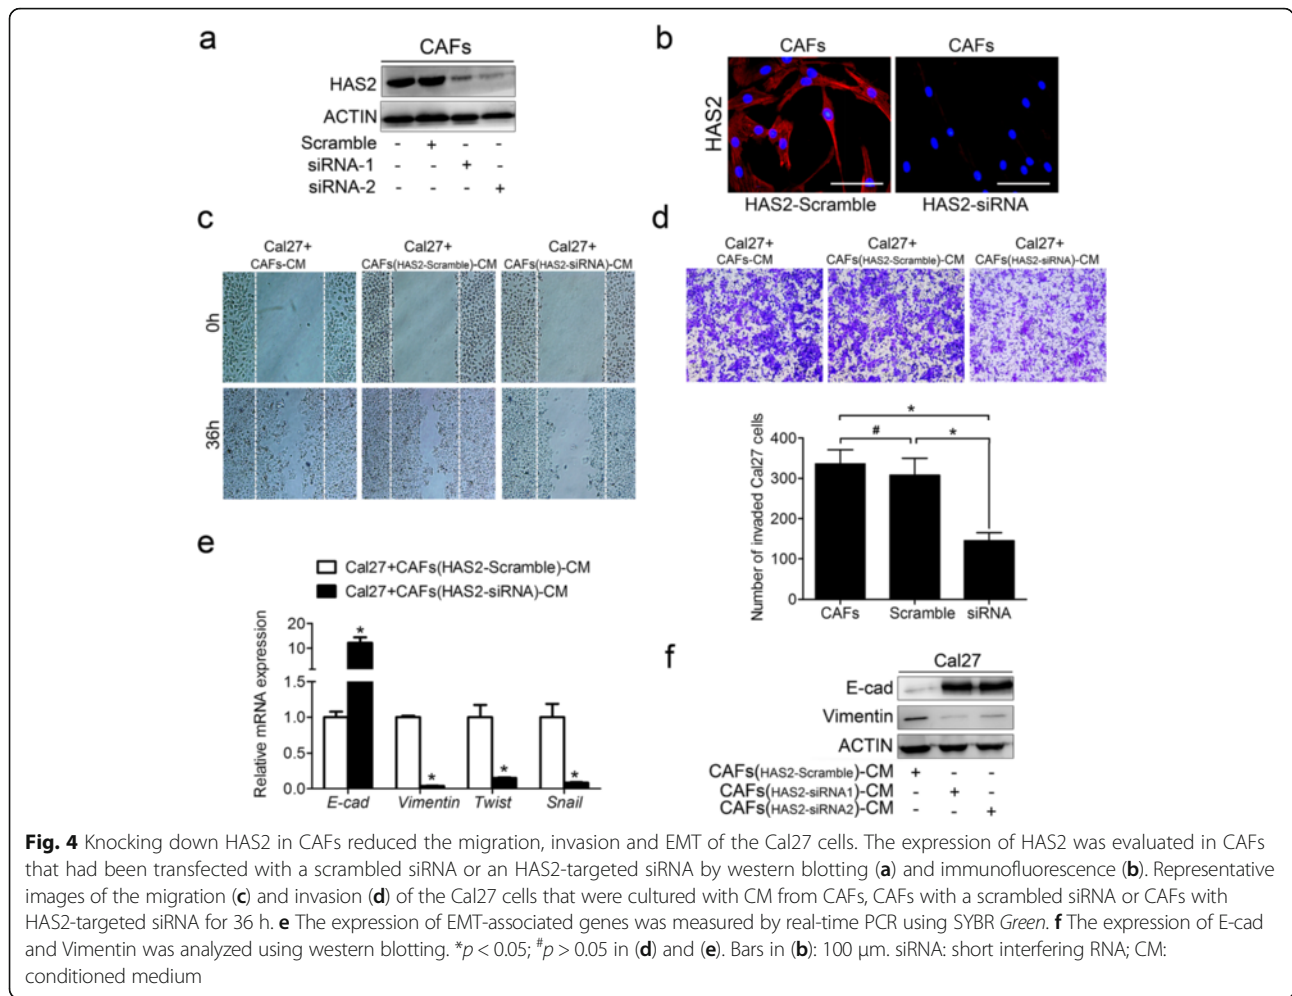 a
CAFs
HAS2
ACTIN
Scramble - + - -
siRNA-1 - - + -
siRNA-2 - - - +
b
CAFs CAFs
HAS2
HAS2-Scramble HAS2-siRNA
c
Cal27+ Cal27+ Cal27+
CAFs-CM CAFs(HAS2-Scramble)-CM CAFs(HAS2-siRNA)-CM
0h
36h
d
Cal27+ Cal27+ Cal27+
CAFs-CM CAFs(HAS2-Scramble)-CM CAFs(HAS2-siRNA)-CM
Number of invaded Cal27 cells
400
300
200
100
0
*
# *
CAFs Scramble siRNA
e
Cal27+CAFs(HAS2-Scramble)-CM
Cal27+CAFs(HAS2-siRNA)-CM
Relative mRNA expression
20
10
1.5
1.0
0.5
0.0
* * * *
E-cad Vimentin Twist Snail
f
Cal27
E-cad
Vimentin
ACTIN
CAFs(HAS2-Scramble)-CM + - -
CAFs(HAS2-siRNA1)-CM - + -
CAFs(HAS2-siRNA2)-CM - - +
Fig. 4 Knocking down HAS2 in CAFs reduced the migration, invasion and EMT of the Cal27 cells. The expression of HAS2 was evaluated in CAFs
that had been transfected with a scrambled siRNA or an HAS2-targeted siRNA by western blotting (a) and immunofluorescence (b). Representative
images of the migration (c) and invasion (d) of the Cal27 cells that were cultured with CM from CAFs, CAFs with a scrambled siRNA or CAFs with
HAS2-targeted siRNA for 36 h. e The expression of EMT-associated genes was measured by real-time PCR using SYBR Green. f The expression of E-cad
and Vimentin was analyzed using western blotting. *p < 0.05; #p > 0.05 in (d) and (e). Bars in (b): 100 μm. siRNA: short interfering RNA; CM:
conditioned medium